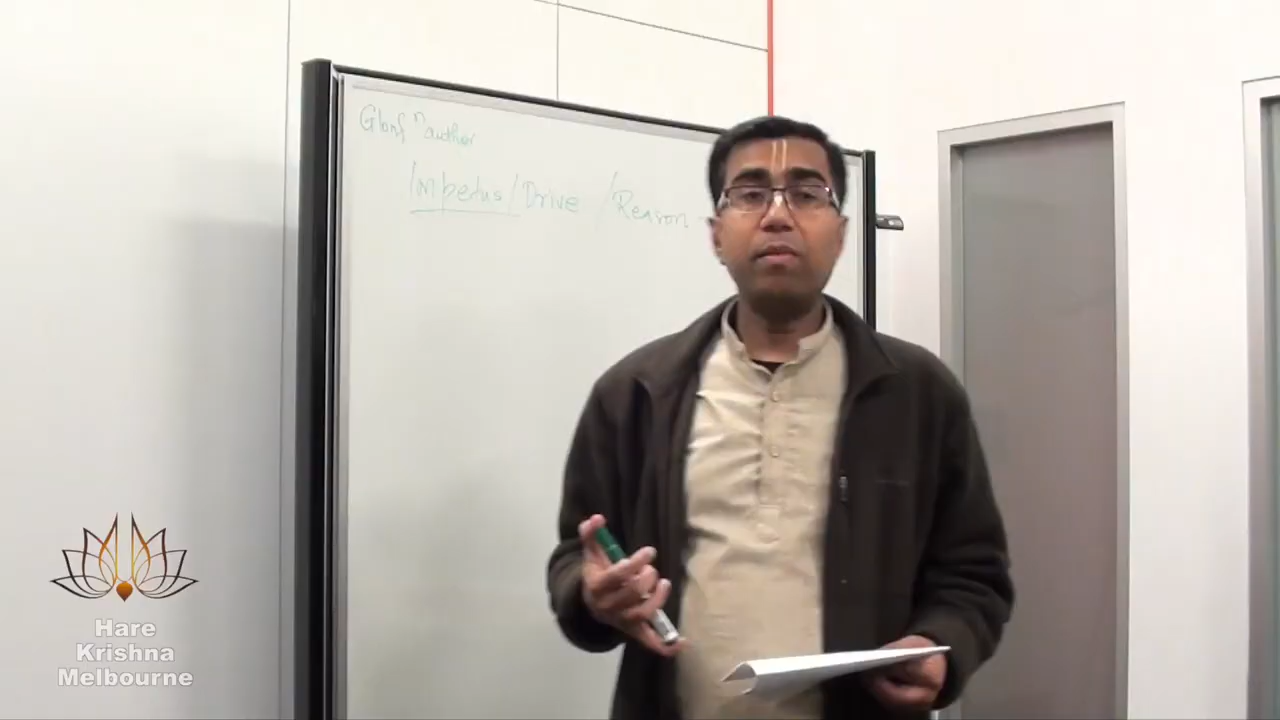 Glorf n author
Impetus / Drive / Reason
Hare
Krishna
Melbourne